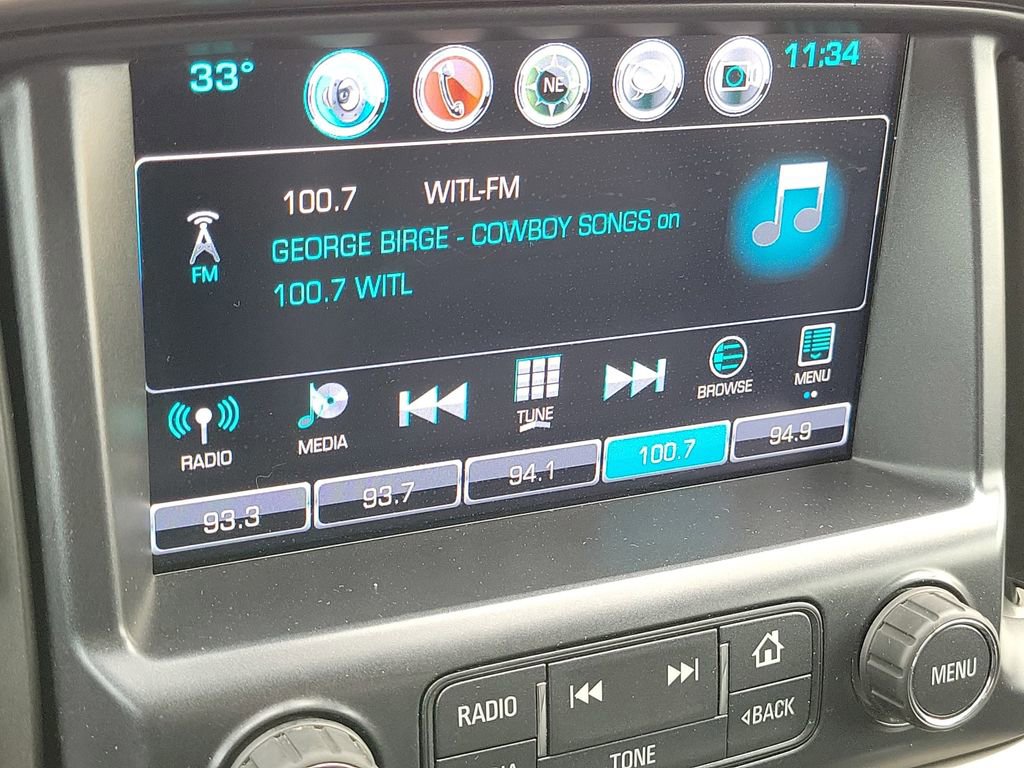 33°
NE
11:34
100.7 WITL-FM
GEORGE BIRGE - COWBOY SONGS on
100.7 WITL
FM
RADIO
MEDIA
TUNE
BROWSE
MENU
93.3
93.7
94.1
100.7
94.9
RADIO
BACK
MENU
TONE